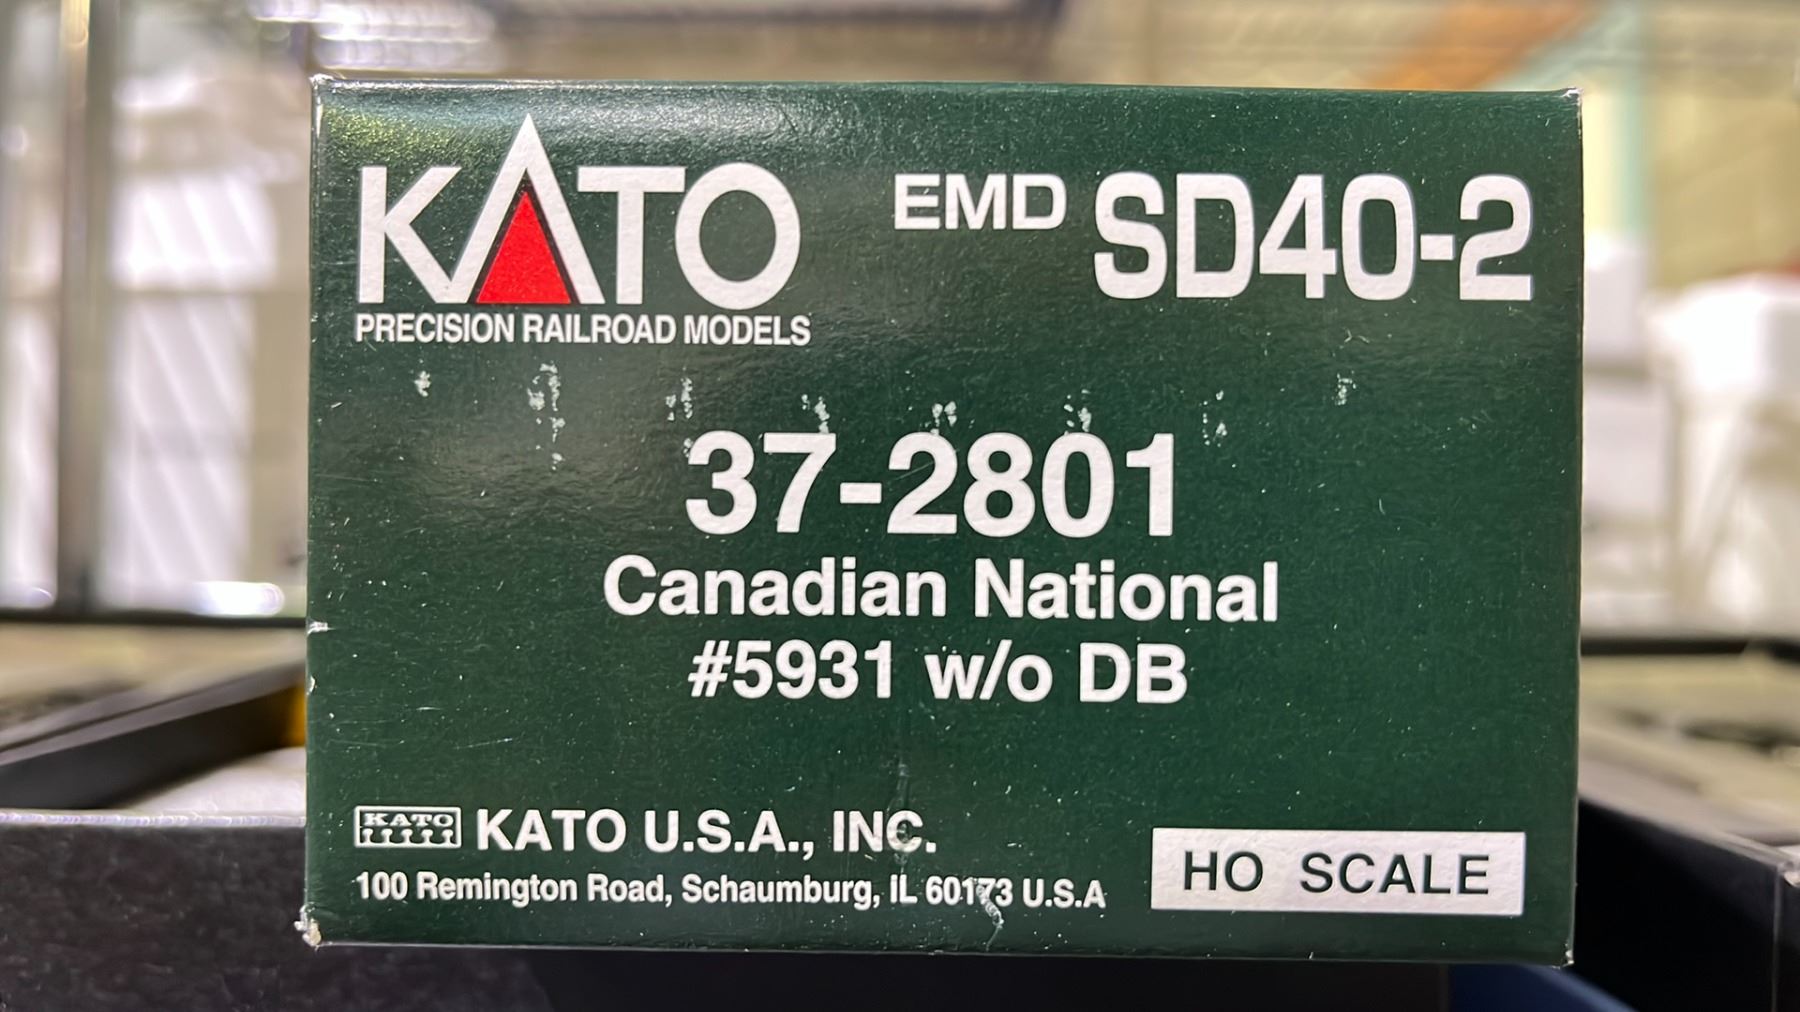 KATO
PRECISION RAILROAD MODELS
EMD SD40-2
37-2801
Canadian National
#5931 w/o DB
KATO KATO U.S.A., INC.
100 Remington Road, Schaumburg, IL 60173 U.S.A
HO SCALE